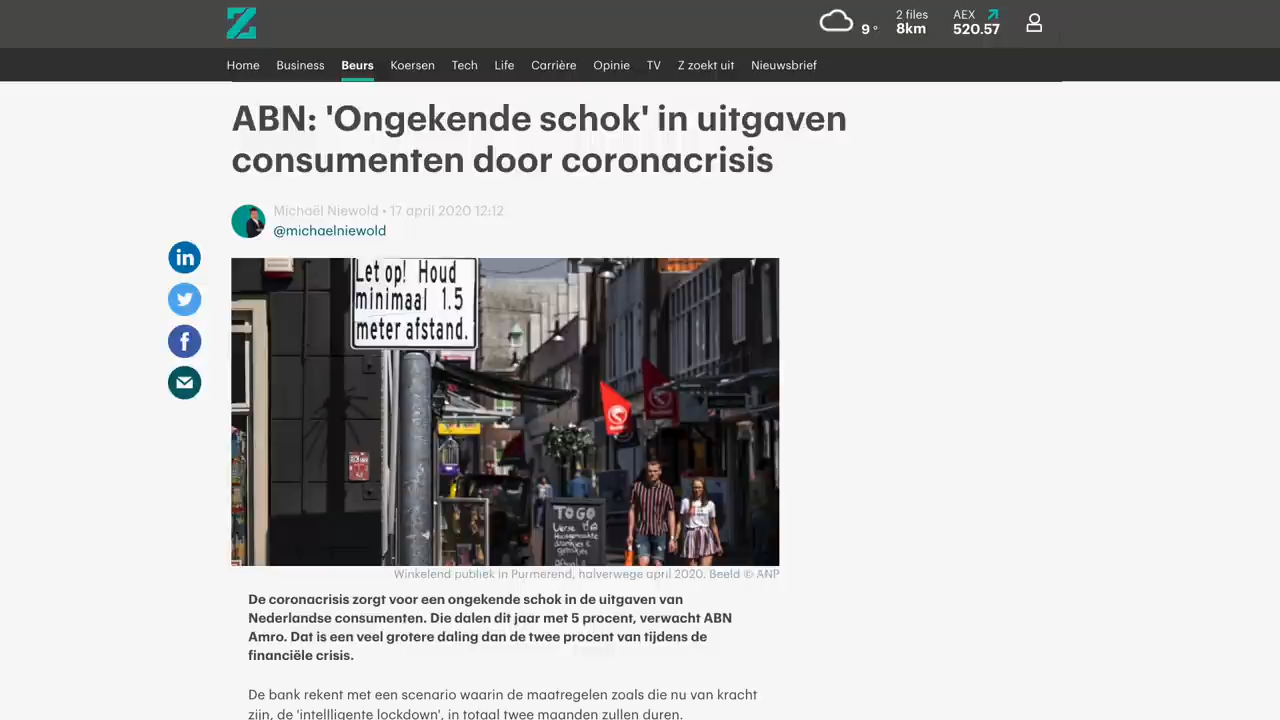 Z
9 °
2 files
8km
AEX
520.57
Home Business Beurs Koersen Tech Life Carrière Opinie TV Z zoekt uit Nieuwsbrief
ABN: 'Ongekende schok' in uitgaven
consumenten door coronacrisis
Michaël Niewold • 17 april 2020 12:12
@michaelniewold
in
f
Let op! Houd
minimaal 1.5
meter afstand.
TO GO
Verse
Winkelend publiek in Purmerend, halverwege april 2020. Beeld © ANP
De coronacrisis zorgt voor een ongekende schok in de uitgaven van
Nederlandse consumenten. Die dalen dit jaar met 5 procent, verwacht ABN
Amro. Dat is een veel grotere daling dan de twee procent van tijdens de
financiële crisis.
De bank rekent met een scenario waarin de maatregelen zoals die nu van kracht
zijn, de 'intellligente lockdown', in totaal twee maanden zullen duren.